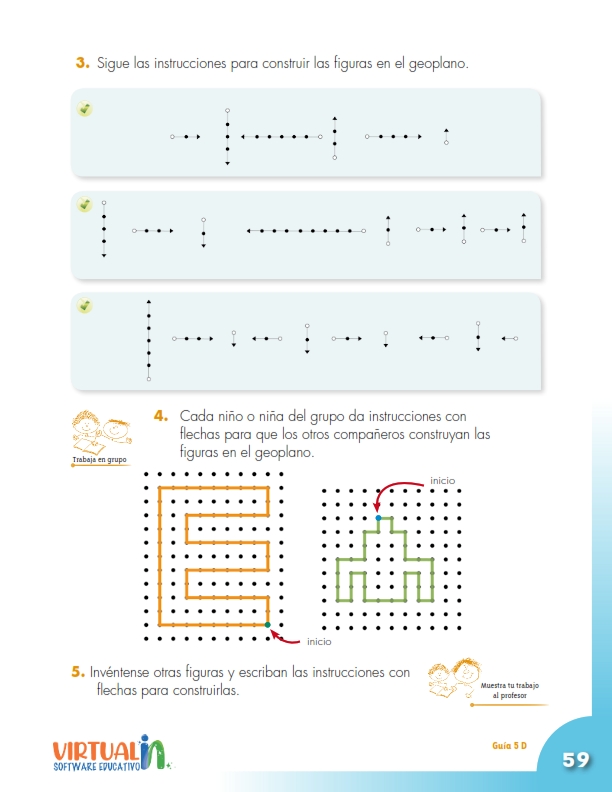 3. Sigue las instrucciones para construir las figuras en el geoplano.
4. Cada niño o niña del grupo da instrucciones con
flechas para que los otros compañeros construyan las
figuras en el geoplano.
Trabaja en grupo
inicio
inicio
5. Invéntense otras figuras y escriban las instrucciones con
flechas para construirlas.
Muestra tu trabajo
al profesor
Guía 5 D
59
VIRTUALin
SOFTWARE EDUCATIVO